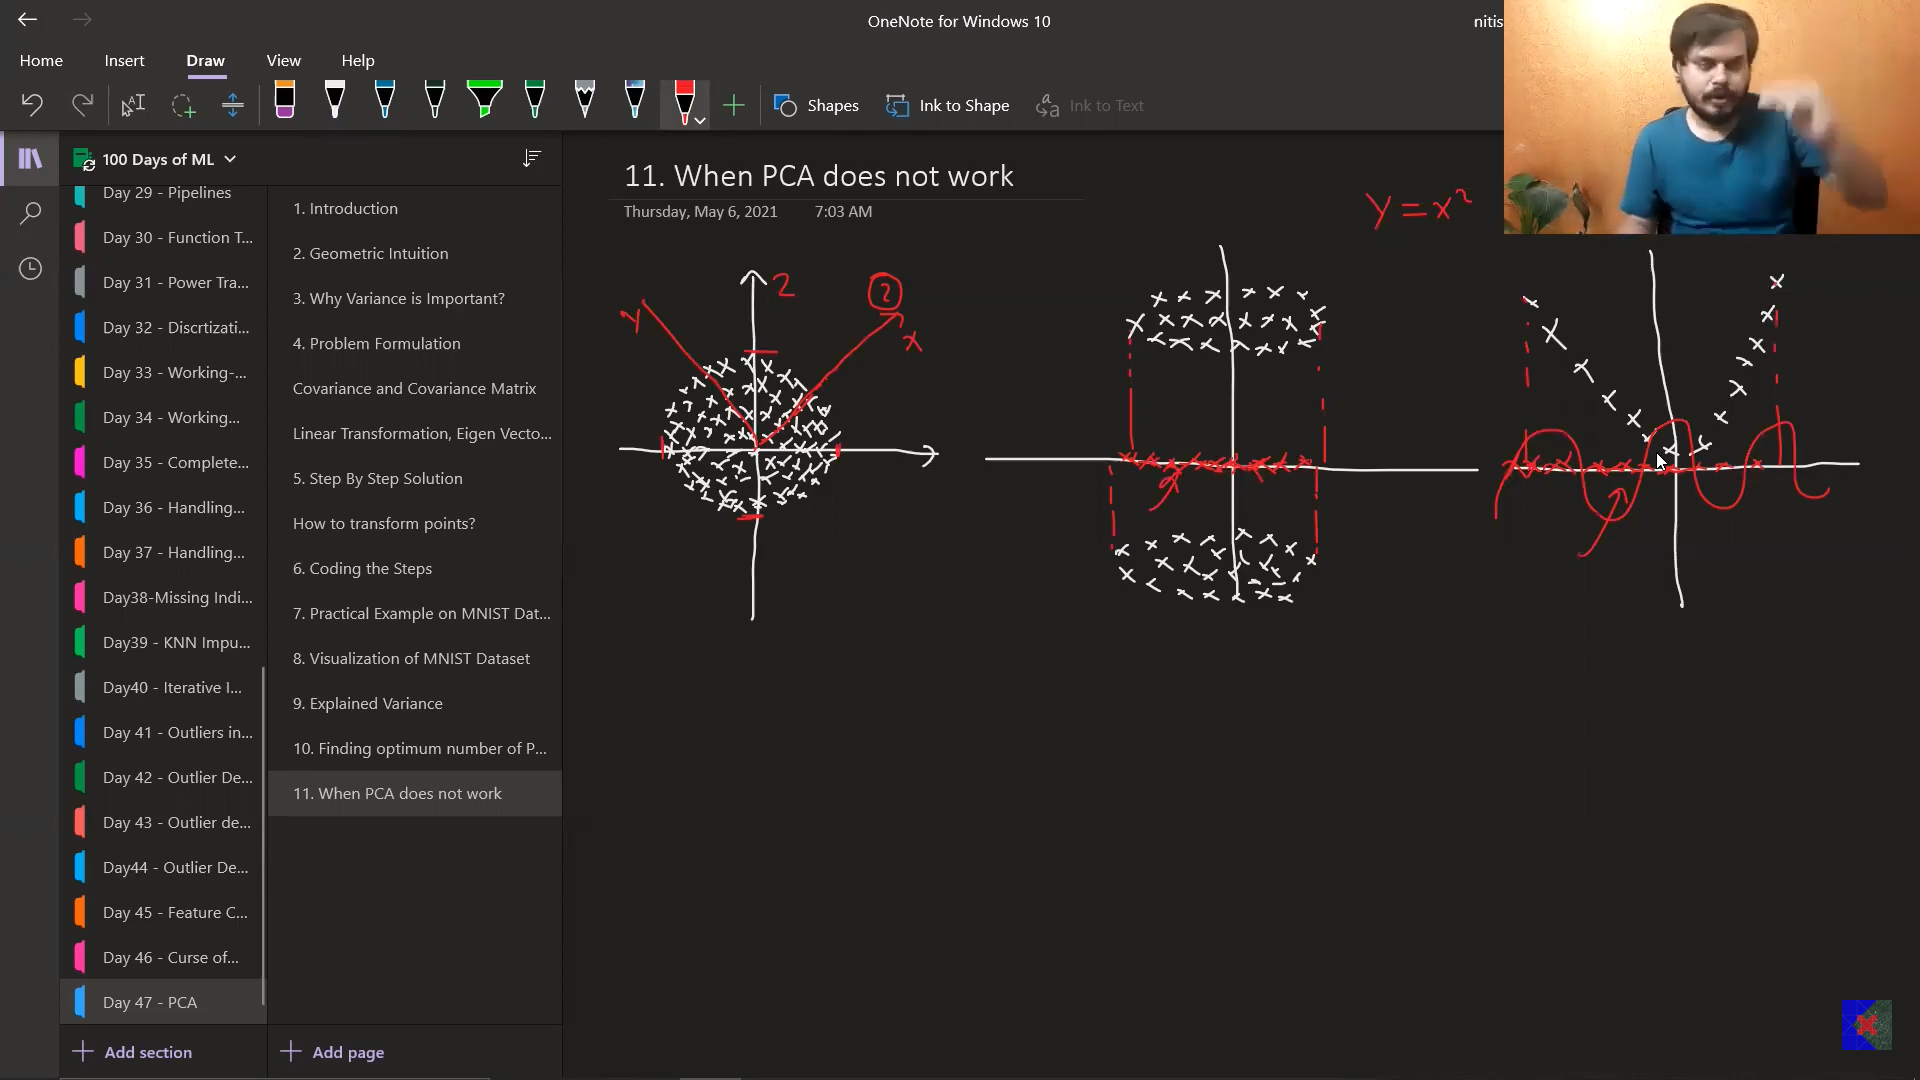 OneNote for Windows 10
nitis
Home
Insert
Draw
View
Help
Shapes
Ink to Shape
Ink to Text
100 Days of ML
Day 29 - Pipelines
Day 30 - Function T...
Day 31 - Power Tra...
Day 32 - Discrtizati...
Day 33 - Working-...
Day 34 - Working...
Day 35 - Complete...
Day 36 - Handling...
Day 37 - Handling...
Day38-Missing Indi...
Day39 - KNN Impu...
Day40 - Iterative I...
Day 41 - Outliers in...
Day 42 - Outlier De...
Day 43 - Outlier de...
Day44 - Outlier De...
Day 45 - Feature C...
Day 46 - Curse of...
Day 47 - PCA
Add section
1. Introduction
2. Geometric Intuition
3. Why Variance is Important?
4. Problem Formulation
Covariance and Covariance Matrix
Linear Transformation, Eigen Vecto...
5. Step By Step Solution
How to transform points?
6. Coding the Steps
7. Practical Example on MNIST Dat...
8. Visualization of MNIST Dataset
9. Explained Variance
10. Finding optimum number of P...
11. When PCA does not work
Add page
11. When PCA does not work
Thursday, May 6, 2021
7:03 AM
y = x²
2
2
y
x